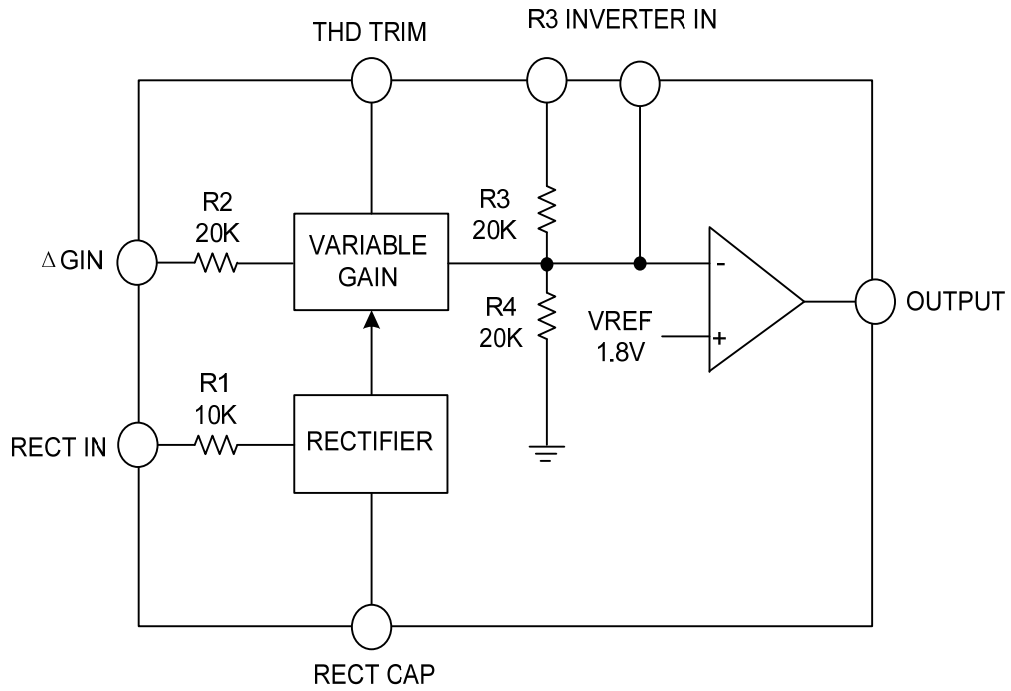 R3 INVERTER IN
THD TRIM
R2
20K
R3
20K
VARIABLE
GAIN
Δ GIN
-
R4
20K
VREF
1.8V
+
OUTPUT
R1
10K
RECT IN
RECTIFIER
RECT CAP